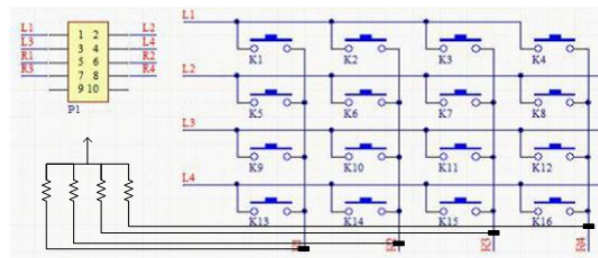 L1 1 2 L2
L3 3 4 L4
R1 5 6 R2
R3 7 8 R4
9 10
P1
L1
K1 K2 K3 K4
L2
K5 K6 K7 K8
L3
K9 K10 K11 K12
L4
K13 K14 K15 K16
R3 R4